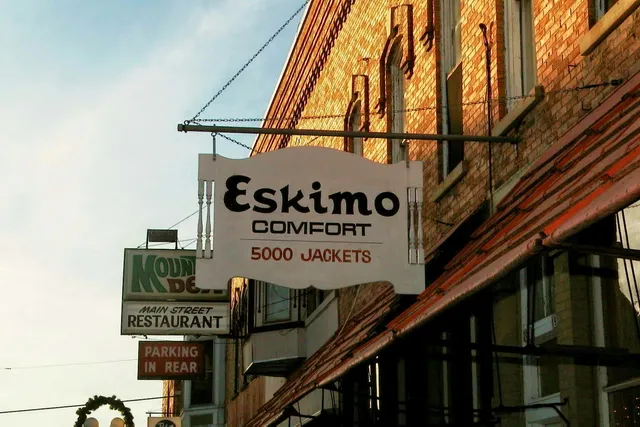 Eskimo
COMFORT
5000 JACKETS
MAIN STREET
RESTAURANT
PARKING
IN REAR